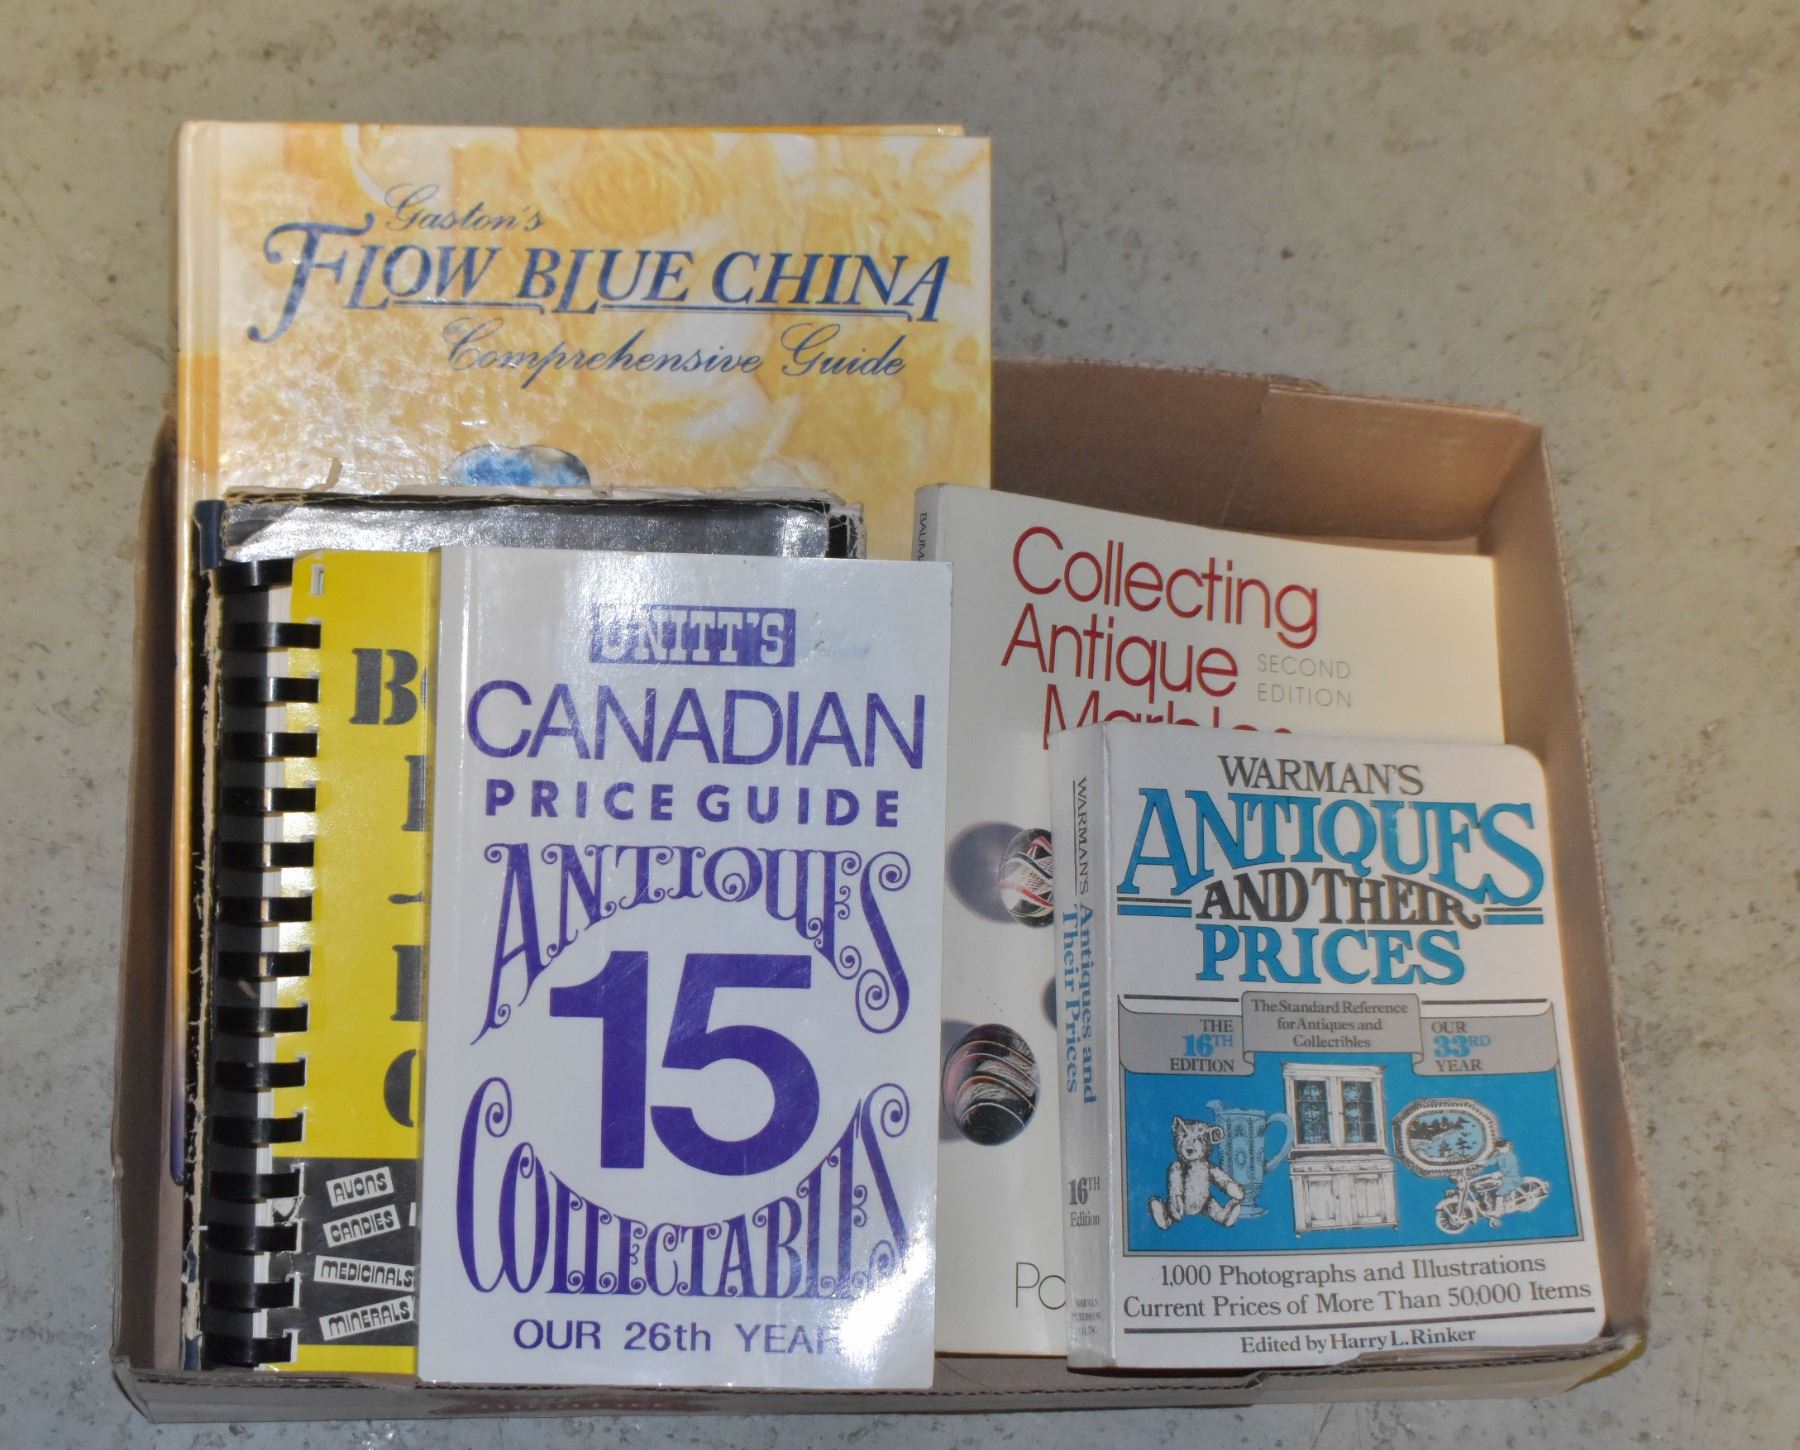 Gaston's
FLOW BLUE CHINA
Comprehensive Guide
B
AVONS
CANDIES
MEDICINALS
MINERALS
UNITT'S
CANADIAN
PRICE GUIDE
ANTIQUES
15
COLLECTABLES
OUR 26th YEAR
BAUM
Collecting
Antique SECOND
EDITION
Marbles
WARMAN'S Antiques and
Their Prices
16TH
Edition
WARMAN'S
ANTIQUES
AND THEIR
PRICES
The Standard Reference
for Antiques and
Collectibles
THE
16TH
EDITION
OUR
33RD
YEAR
1,000 Photographs and Illustrations
Current Prices of More Than 50,000 Items
Edited by Harry L. Rinker